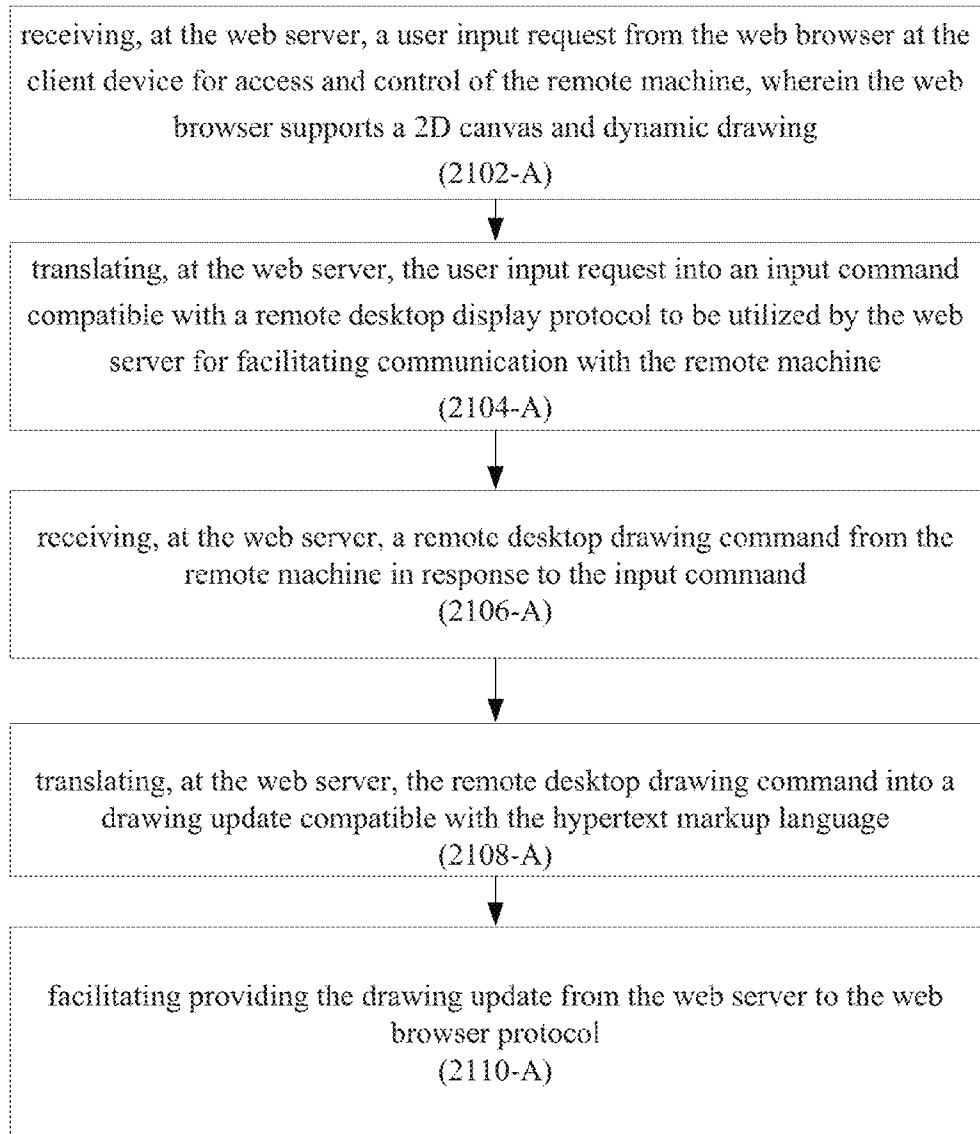 receiving, at the web server, a user input request from the web browser at the
client device for access and control of the remote machine, wherein the web
browser supports a 2D canvas and dynamic drawing
(2102-A)
translating, at the web server, the user input request into an input command
compatible with a remote desktop display protocol to be utilized by the web
server for facilitating communication with the remote machine
(2104-A)
receiving, at the web server, a remote desktop drawing command from the
remote machine in response to the input command
(2106-A)
translating, at the web server, the remote desktop drawing command into a
drawing update compatible with the hypertext markup language
(2108-A)
facilitating providing the drawing update from the web server to the web
browser protocol
(2110-A)